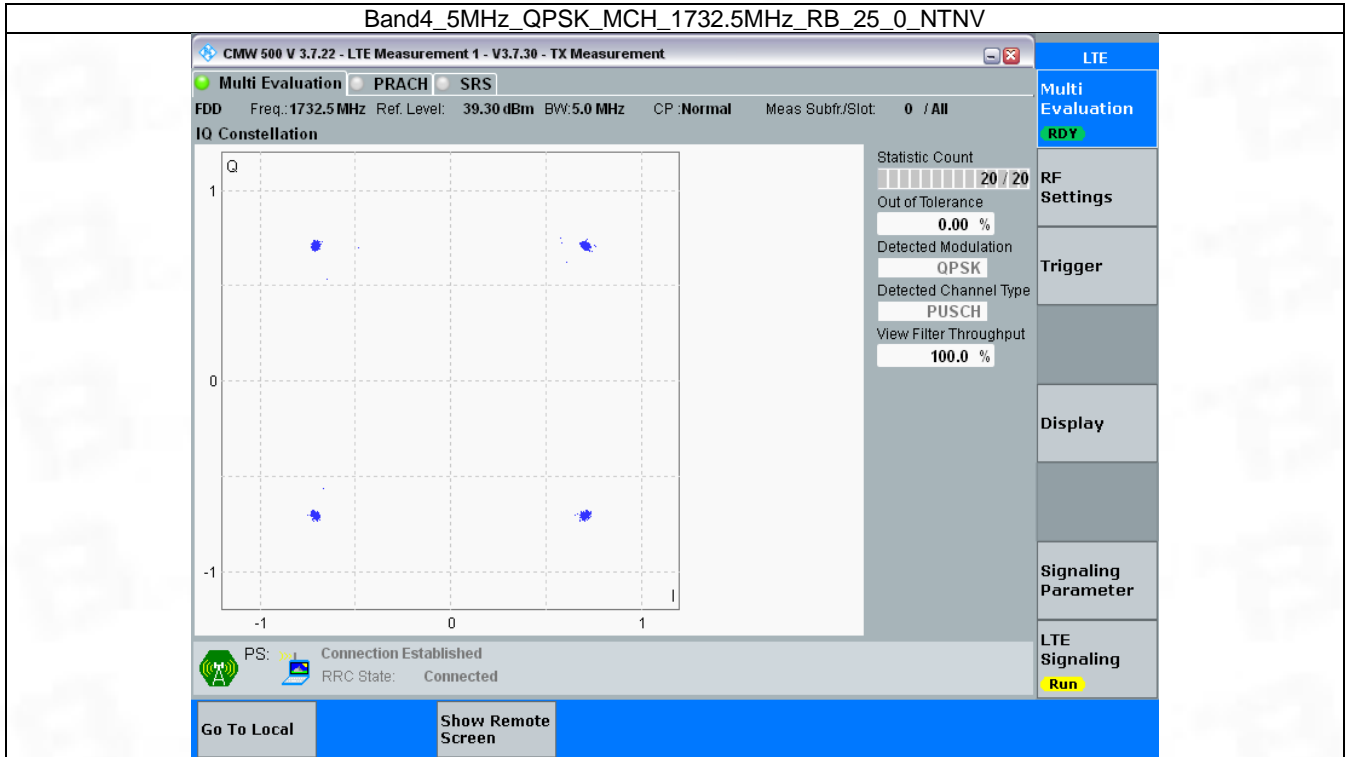 Band4_5MHz_QPSK_MCH_1732.5MHz_RB_25_0_NTNV
CMW 500 V 3.7.22 - LTE Measurement 1 - V3.7.30 - TX Measurement
LTE
Multi Evaluation PRACH SRS
Multi
Evaluation
RDY
FDD Freq.: 1732.5 MHz Ref. Level: 39.30 dBm BW: 5.0 MHz CP : Normal Meas Subfr./Slot: 0 / All
IQ Constellation
Q
1
0
-1
I
-1 0 1
Statistic Count
20 / 20
Out of Tolerance
0.00 %
Detected Modulation
QPSK
Detected Channel Type
PUSCH
View Filter Throughput
100.0 %
RF
Settings
Trigger
Display
Signaling
Parameter
LTE
Signaling
Run
PS: Connection Established
RRC State: Connected
Go To Local
Show Remote
Screen